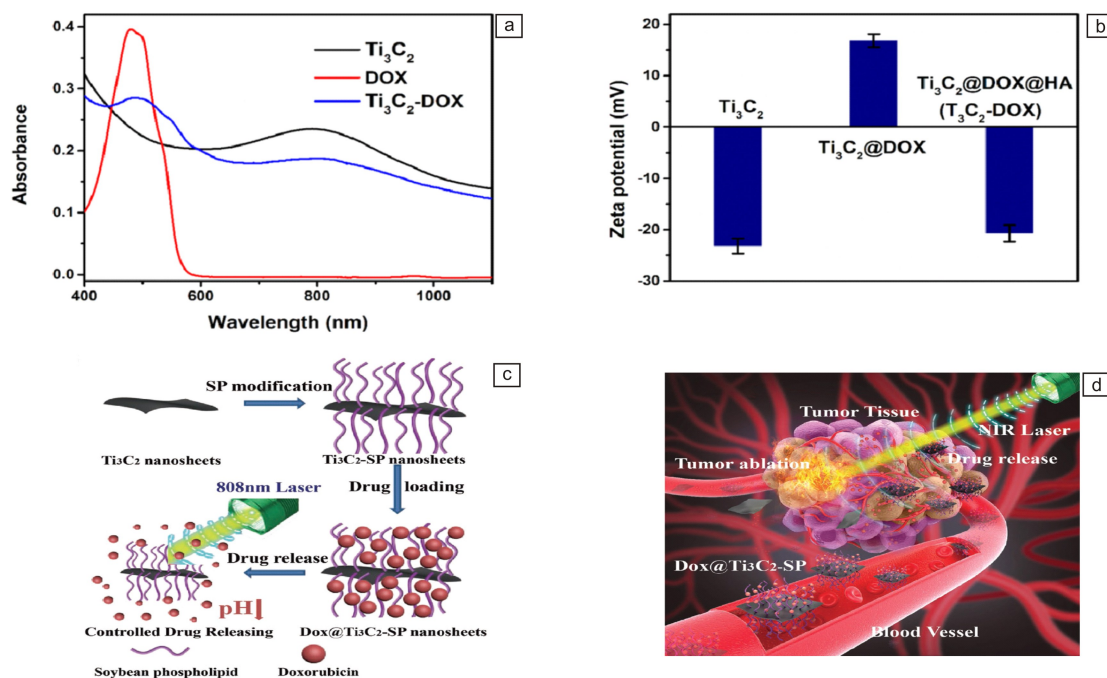 a
0.4
0.3
0.2
0.1
0.0
Absorbance
Ti₃C₂
DOX
Ti₃C₂-DOX
400
600
800
1000
Wavelength (nm)
b
20
10
0
-10
-20
-30
Zeta potential (mV)
Ti₃C₂
Ti₃C₂@DOX
Ti₃C₂@DOX@HA
(T₃C₂-DOX)
c
SP modification
Ti3C2 nanosheets
Ti3C2-SP nanosheets
Drug loading
808nm Laser
Drug release
pH↓
Controlled Drug Releasing
Dox@Ti3C2-SP nanosheets
Soybean phospholipid
Doxorubicin
d
Tumor Tissue
NIR Laser
Drug release
Tumor ablation
Dox@Ti3C2-SP
Blood Vessel